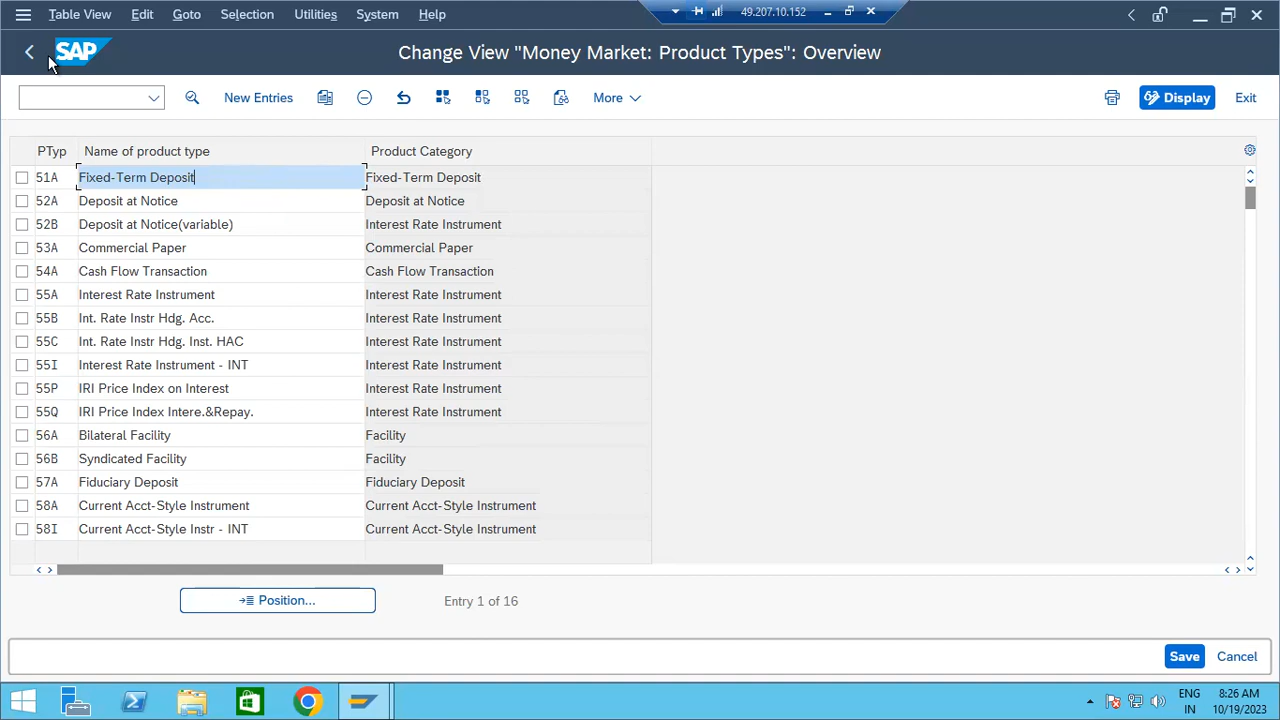 Table View Edit Goto Selection Utilities System Help 49.207.10.152
SAP Change View "Money Market: Product Types": Overview
New Entries More Display Exit
PTyp Name of product type Product Category
51A Fixed-Term Deposit Fixed-Term Deposit
52A Deposit at Notice Deposit at Notice
52B Deposit at Notice(variable) Interest Rate Instrument
53A Commercial Paper Commercial Paper
54A Cash Flow Transaction Cash Flow Transaction
55A Interest Rate Instrument Interest Rate Instrument
55B Int. Rate Instr Hdg. Acc. Interest Rate Instrument
55C Int. Rate Instr Hdg. Inst. HAC Interest Rate Instrument
55I Interest Rate Instrument - INT Interest Rate Instrument
55P IRI Price Index on Interest Interest Rate Instrument
55Q IRI Price Index Intere.&Repay. Interest Rate Instrument
56A Bilateral Facility Facility
56B Syndicated Facility Facility
57A Fiduciary Deposit Fiduciary Deposit
58A Current Acct-Style Instrument Current Acct-Style Instrument
58I Current Acct-Style Instr - INT Current Acct-Style Instrument
Position... Entry 1 of 16
Save Cancel
ENG 8:26 AM
IN 10/19/2023